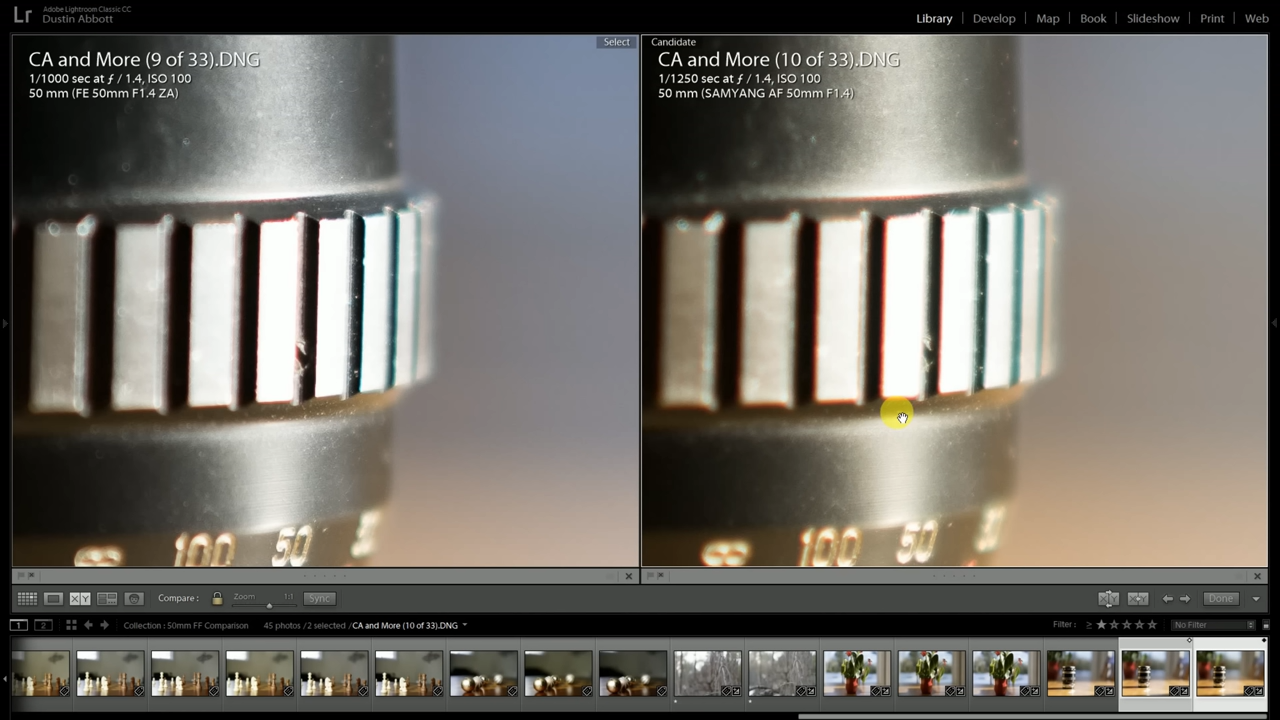 Lr
Adobe Lightroom Classic CC
Dustin Abbott
Library | Develop | Map | Book | Slideshow | Print | Web
Select
CA and More (9 of 33).DNG
1/1000 sec at ƒ / 1.4, ISO 100
50 mm (FE 50mm F1.4 ZA)
Candidate
CA and More (10 of 33).DNG
1/1250 sec at ƒ / 1.4, ISO 100
50 mm (SAMYANG AF 50mm F1.4)
∞ 100 50
∞ 100 50
XY
Compare :
Zoom
1:1
Sync
Done
1 2
Collection : 50mm FF Comparison
45 photos /2 selected /CA and More (10 of 33).DNG
Filter :
No Filter